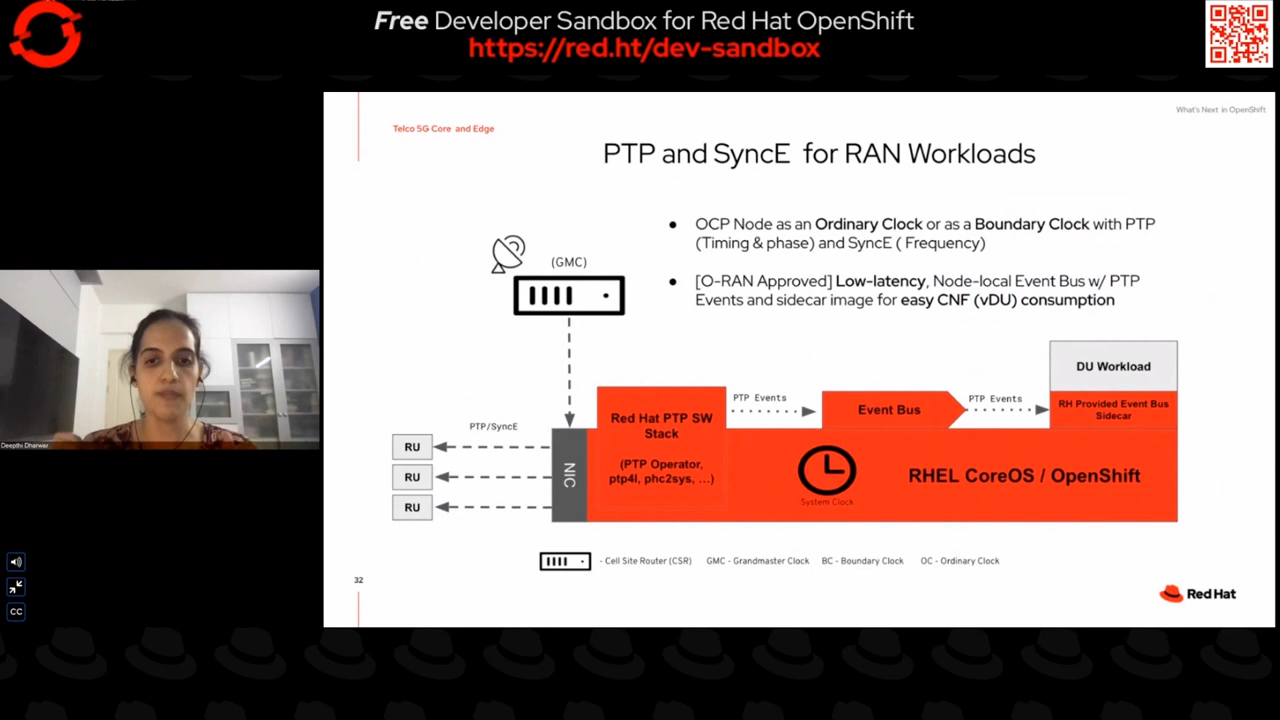 Free Developer Sandbox for Red Hat OpenShift
https://red.ht/dev-sandbox
What's Next in OpenShift
Telco 5G Core and Edge
PTP and SyncE for RAN Workloads
● OCP Node as an Ordinary Clock or as a Boundary Clock with PTP
(Timing & phase) and SyncE ( Frequency)
● [O-RAN Approved] Low-latency, Node-local Event Bus w/ PTP
Events and sidecar image for easy CNF (vDU) consumption
(GMC)
DU Workload
RH Provided Event Bus
Sidecar
PTP Events
Event Bus
PTP Events
Red Hat PTP SW
Stack
(PTP Operator,
ptp4l, phc2sys, ...)
PTP/SyncE
RU
RU
RU
NIC
System Clock
RHEL CoreOS / OpenShift
- Cell Site Router (CSR) GMC - Grandmaster Clock BC - Boundary Clock OC - Ordinary Clock
32
Red Hat
Deepthi Dharwar
CC